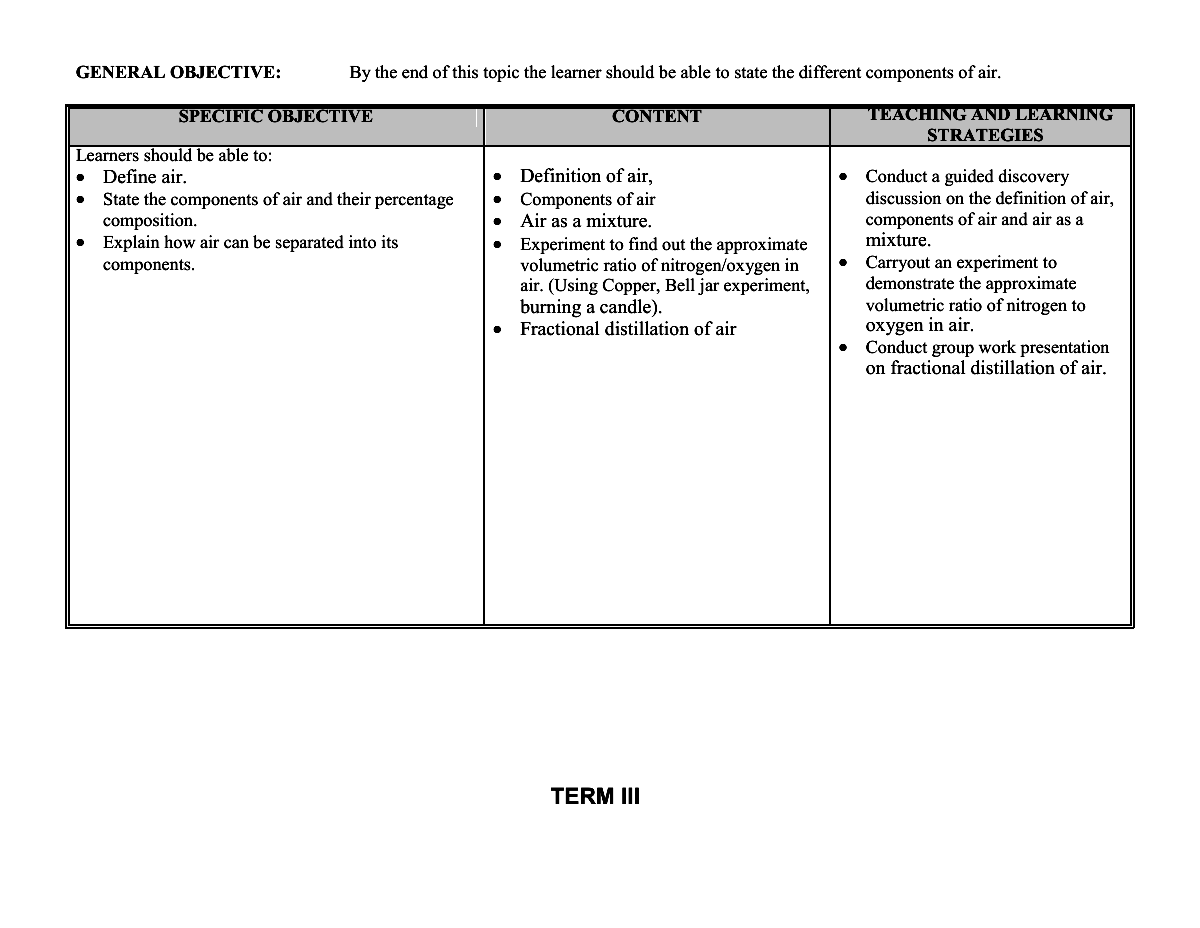 GENERAL OBJECTIVE: By the end of this topic the learner should be able to state the different components of air.
SPECIFIC OBJECTIVE
Learners should be able to:
• Define air.
• State the components of air and their percentage
composition.
• Explain how air can be separated into its
components.
CONTENT
• Definition of air,
• Components of air
• Air as a mixture.
• Experiment to find out the approximate
volumetric ratio of nitrogen/oxygen in
air. (Using Copper, Bell jar experiment,
burning a candle).
• Fractional distillation of air
TEACHING AND LEARNING
STRATEGIES
• Conduct a guided discovery
discussion on the definition of air,
components of air and air as a
mixture.
• Carryout an experiment to
demonstrate the approximate
volumetric ratio of nitrogen to
oxygen in air.
• Conduct group work presentation
on fractional distillation of air.
TERM III